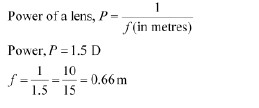 Power of a lens, P = 1/f(in metres)
Power, P = 1.5 D
f = 1/1.5 = 10/15 = 0.66 m